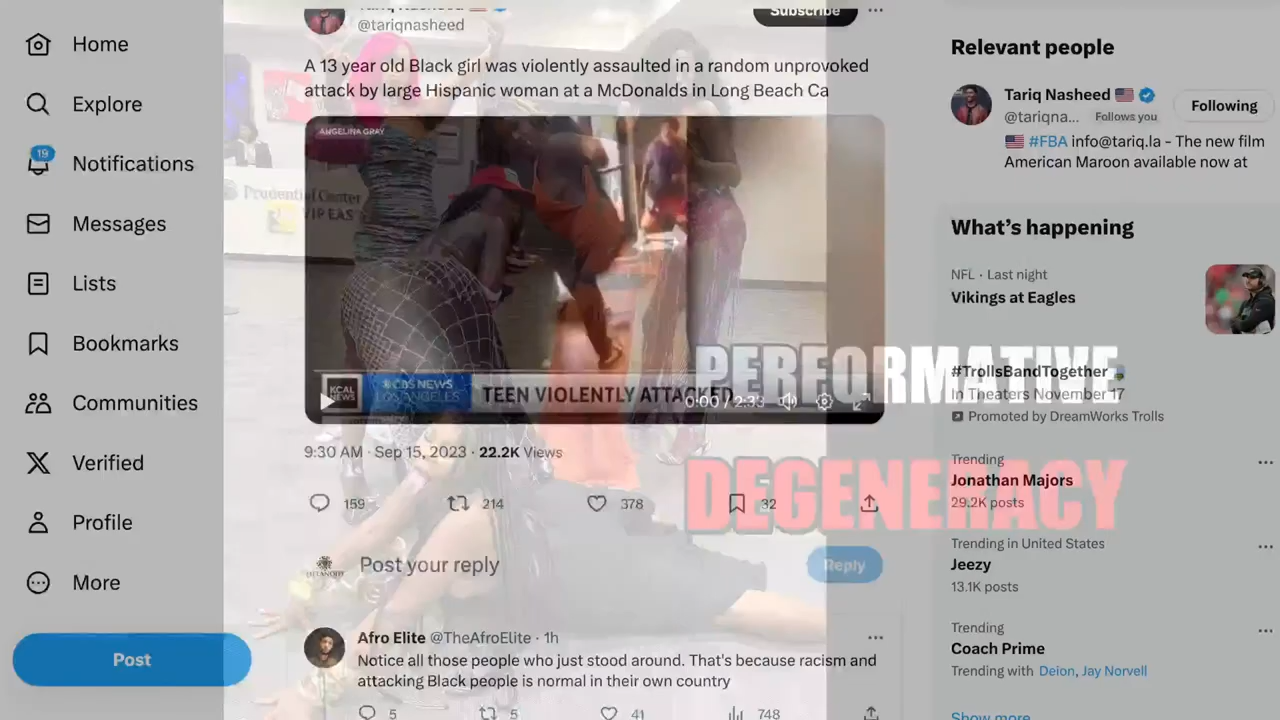 Home
Explore
19
Notifications
Messages
Lists
Bookmarks
Communities
Verified
Profile
More
Post
Tariq Nasheed
@tariqnasheed
Subscribe
A 13 year old Black girl was violently assaulted in a random unprovoked
attack by large Hispanic woman at a McDonalds in Long Beach Ca
ANGELINA GRAY
Prudential Center
VIP EAST
KCAL
NEWS
CBS NEWS
LOS ANGELES
TEEN VIOLENTLY ATTACKED
0:00 / 2:33
PERFORMATIVE
DEGENERACY
9:30 AM · Sep 15, 2023 · 22.2K Views
159
214
378
32
Post your reply
Reply
Afro Elite @TheAfroElite · 1h
Notice all those people who just stood around. That's because racism and
attacking Black people is normal in their own country
5
5
41
748
Relevant people
Tariq Nasheed
Following
@tariqna... Follows you
#FBA info@tariq.la - The new film
American Maroon available now at
What's happening
NFL · Last night
Vikings at Eagles
#TrollsBandTogether
In Theaters November 17
Promoted by DreamWorks Trolls
Trending
Jonathan Majors
29.2K posts
Trending in United States
Jeezy
13.1K posts
Trending
Coach Prime
Trending with Deion, Jay Norvell
Show more